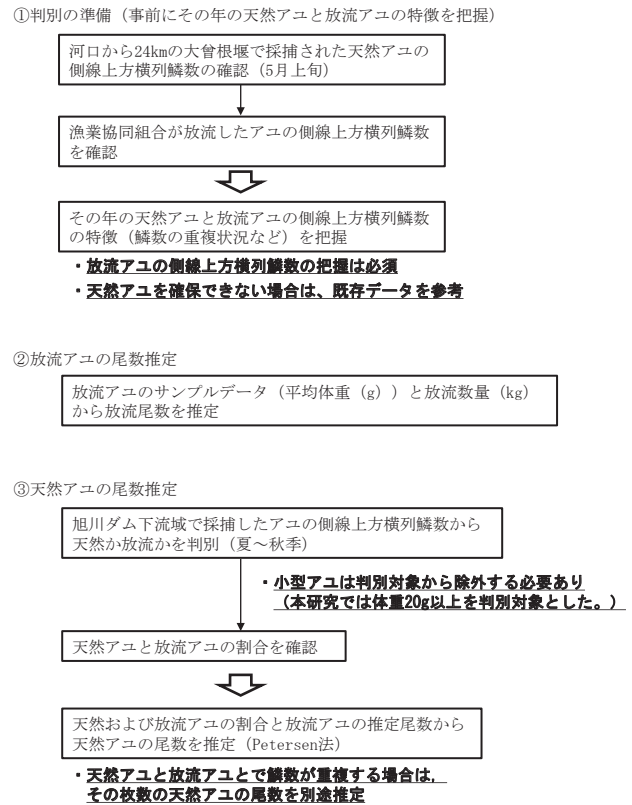 ①判別の準備（事前にその年の天然アユと放流アユの特徴を把握）
河口から24kmの大曾根堰で採捕された天然アユの
側線上方横列鱗数の確認（5月上旬）
漁業協同組合が放流したアユの側線上方横列鱗数
を確認
その年の天然アユと放流アユの側線上方横列鱗数
の特徴（鱗数の重複状況など）を把握
・放流アユの側線上方横列鱗数の把握は必須
・天然アユを確保できない場合は、既存データを参考
②放流アユの尾数推定
放流アユのサンプルデータ（平均体重（g））と放流数量（kg）
から放流尾数を推定
③天然アユの尾数推定
旭川ダム下流域で採捕したアユの側線上方横列鱗数から
天然か放流かを判別（夏～秋季）
・小型アユは判別対象から除外する必要あり
（本研究では体重20g以上を判別対象とした。）
天然アユと放流アユの割合を確認
天然および放流アユの割合と放流アユの推定尾数から
天然アユの尾数を推定（Petersen法）
・天然アユと放流アユとで鱗数が重複する場合は，
その枚数の天然アユの尾数を別途推定